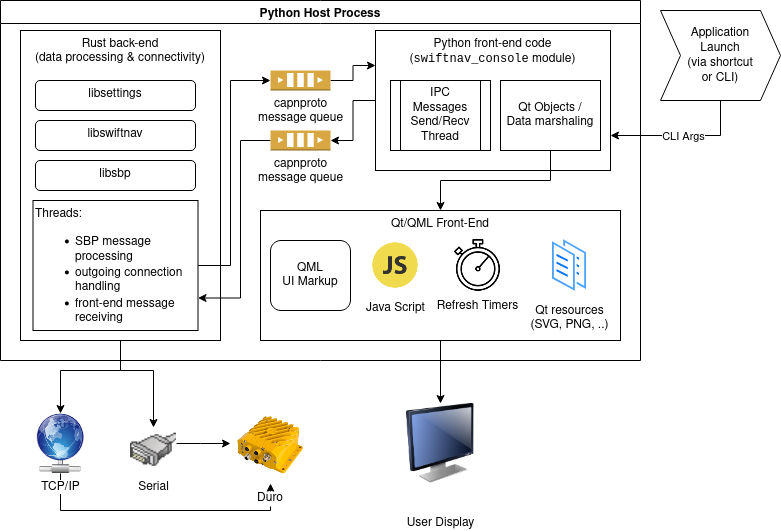 Python Host Process
Rust back-end
(data processing & connectivity)
libsettings
libswiftnav
libsbp
Threads:
SBP message
processing
outgoing connection
handling
front-end message
receiving
capnproto
message queue
capnproto
message queue
Python front-end code
(swiftnav_console module)
IPC
Messages
Send/Recv
Thread
Qt Objects /
Data marshaling
Application
Launch
(via shortcut
or CLI)
CLI Args
Qt/QML Front-End
QML
UI Markup
JS
Java Script
Refresh Timers
Qt resources
(SVG, PNG, ..)
TCP/IP
Serial
Duro
User Display